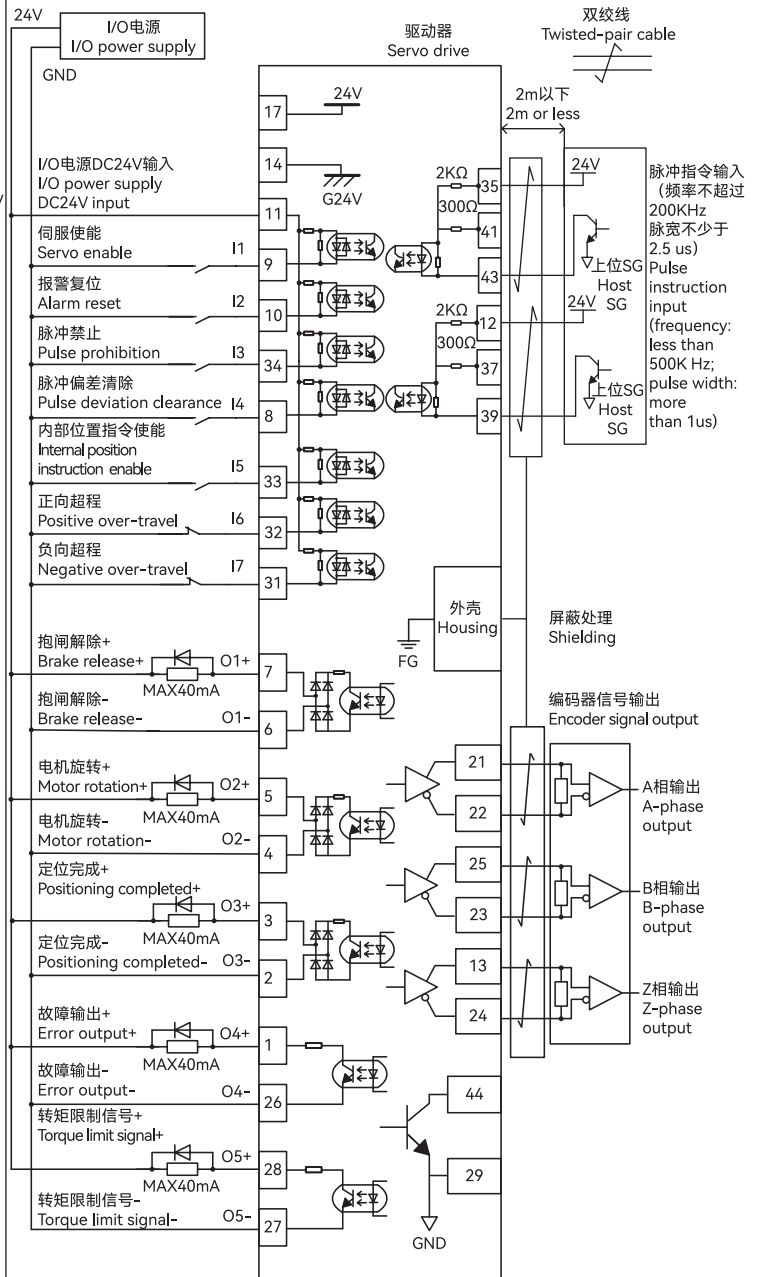 24V
I/O电源
I/O power supply
GND
驱动器
Servo drive
双绞线
Twisted-pair cable
2m以下
2m or less
17
24V
14
G24V
I/O电源DC24V输入
I/O power supply
DC24V input
11
伺服使能
Servo enable
I1
9
报警复位
Alarm reset
I2
10
脉冲禁止
Pulse prohibition
I3
34
脉冲偏差清除
Pulse deviation clearance
I4
8
内部位置指令使能
Internal position
instruction enable
I5
33
正向超程
Positive over-travel
I6
32
负向超程
Negative over-travel
I7
31
2KΩ
35
300Ω
41
43
24V
上位SG
Host
SG
2KΩ
12
300Ω
37
39
24V
上位SG
Host
SG
脉冲指令输入
（频率不超过
200KHz
脉宽不少于
2.5 us）
Pulse
instruction
input
(frequency:
less than
500K Hz;
pulse width:
more
than 1us)
外壳
Housing
FG
屏蔽处理
Shielding
抱闸解除+
Brake release+
O1+
7
MAX40mA
抱闸解除-
Brake release-
O1-
6
电机旋转+
Motor rotation+
O2+
5
MAX40mA
电机旋转-
Motor rotation-
O2-
4
定位完成+
Positioning completed+
O3+
3
MAX40mA
定位完成-
Positioning completed-
O3-
2
故障输出+
Error output+
O4+
1
MAX40mA
故障输出-
Error output-
O4-
26
转矩限制信号+
Torque limit signal+
O5+
28
MAX40mA
转矩限制信号-
Torque limit signal-
O5-
27
编码器信号输出
Encoder signal output
21
22
A相输出
A-phase
output
25
23
B相输出
B-phase
output
13
24
Z相输出
Z-phase
output
44
29
GND